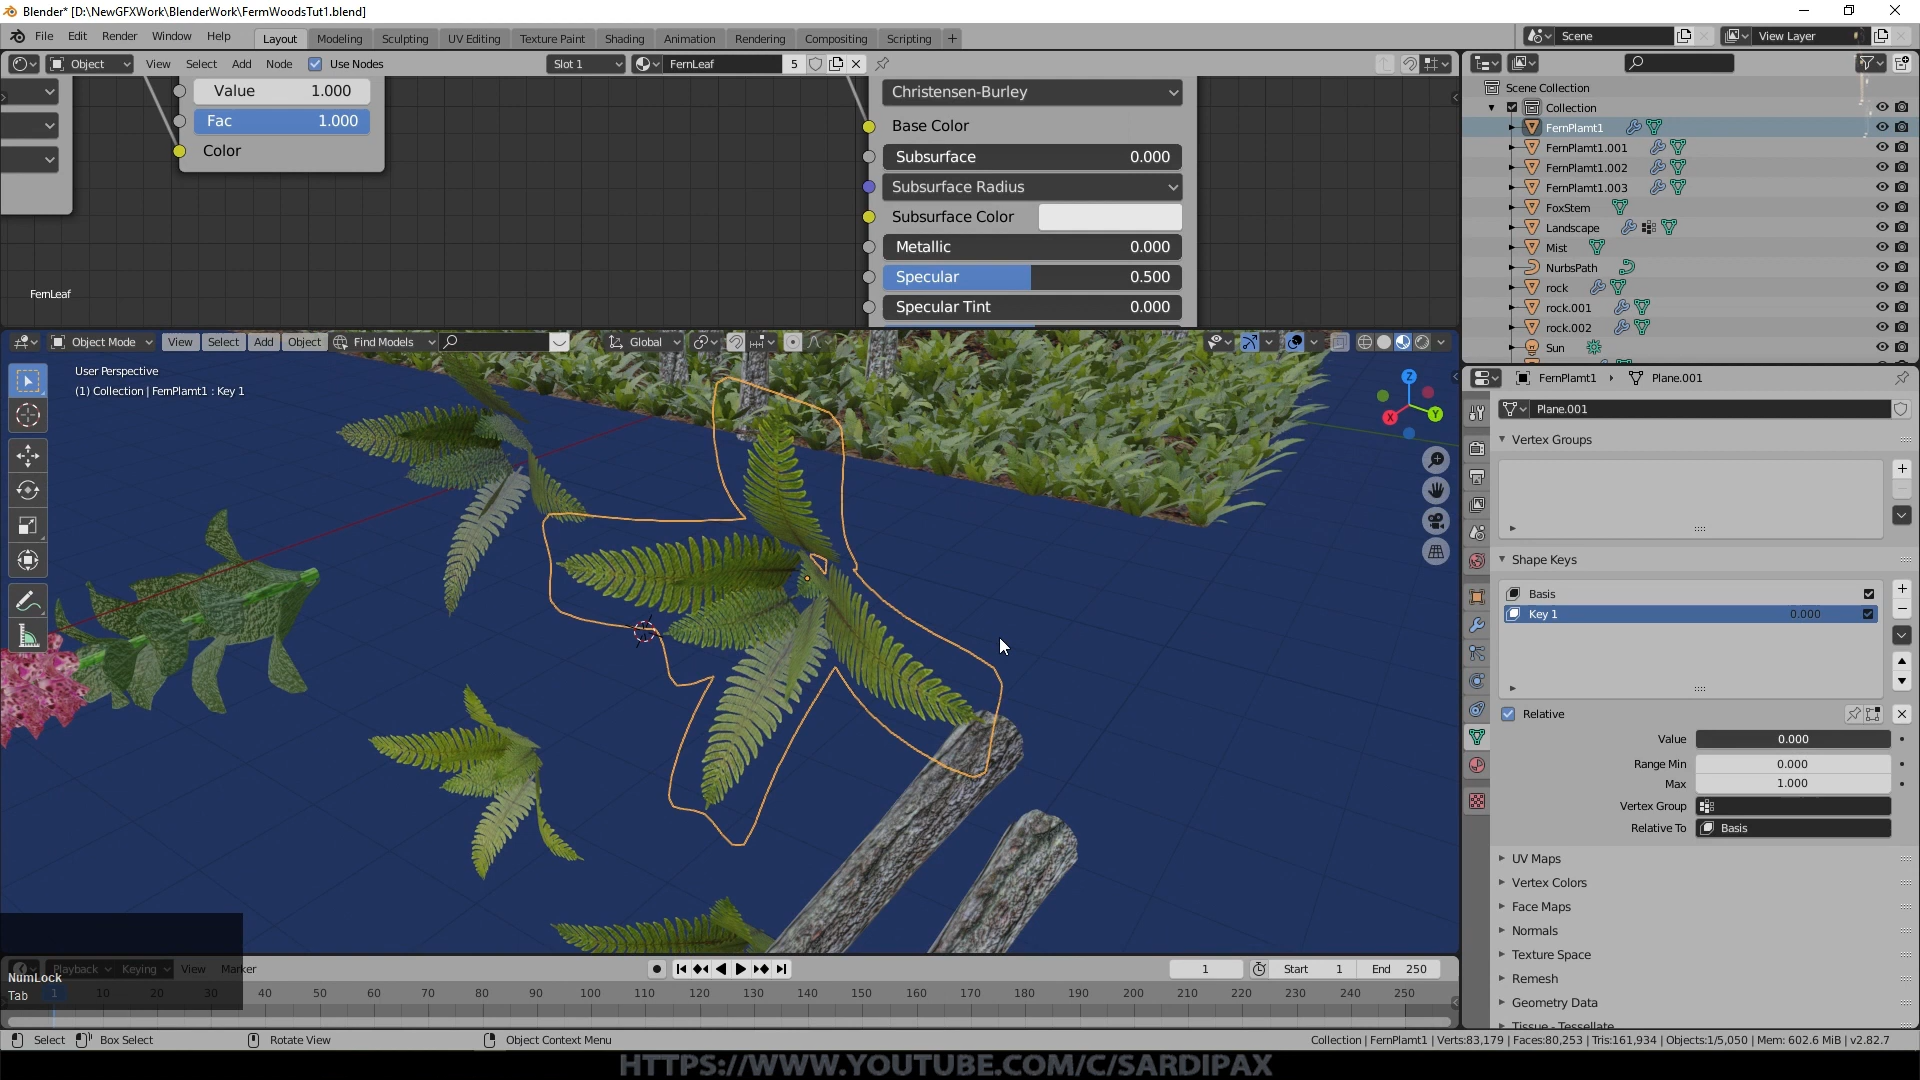 Blender* [D:\NewGFXWork\BlenderWork\FermWoodsTut1.blend]
File Edit Render Window Help Layout Modeling Sculpting UV Editing Texture Paint Shading Animation Rendering Compositing Scripting + Scene View Layer
Object View Select Add Node Use Nodes Slot 1 FernLeaf 5
Value 1.000
Fac 1.000
Color
FernLeaf
Christensen-Burley
Base Color
Subsurface 0.000
Subsurface Radius
Subsurface Color
Metallic 0.000
Specular 0.500
Specular Tint 0.000
Scene Collection
Collection
FernPlamt1
FernPlamt1.001
FernPlamt1.002
FernPlamt1.003
FoxStem
Landscape
Mist
NurbsPath
rock
rock.001
rock.002
Sun
Object Mode View Select Add Object Find Models Global
User Perspective
(1) Collection | FernPlamt1 : Key 1
Z
Y
X
FernPlamt1 Plane.001
Plane.001
Vertex Groups
Shape Keys
Basis
Key 1 0.000
Relative
Value 0.000
Range Min 0.000
Max 1.000
Vertex Group
Relative To Basis
UV Maps
Vertex Colors
Face Maps
Normals
Texture Space
Remesh
Geometry Data
Tissue - Tessellate
Playback Keying View Marker 1 Start 1 End 250
NumLock
Tab
1 10 20 30 40 50 60 70 80 90 100 110 120 130 140 150 160 170 180 190 200 210 220 230 240 250
Select Box Select Rotate View Object Context Menu Collection | FernPlamt1 | Verts:83,179 | Faces:80,253 | Tris:161,934 | Objects:1/5,050 | Mem: 602.6 MiB | v2.82.7
HTTPS://WWW.YOUTUBE.COM/C/SARDIPAX